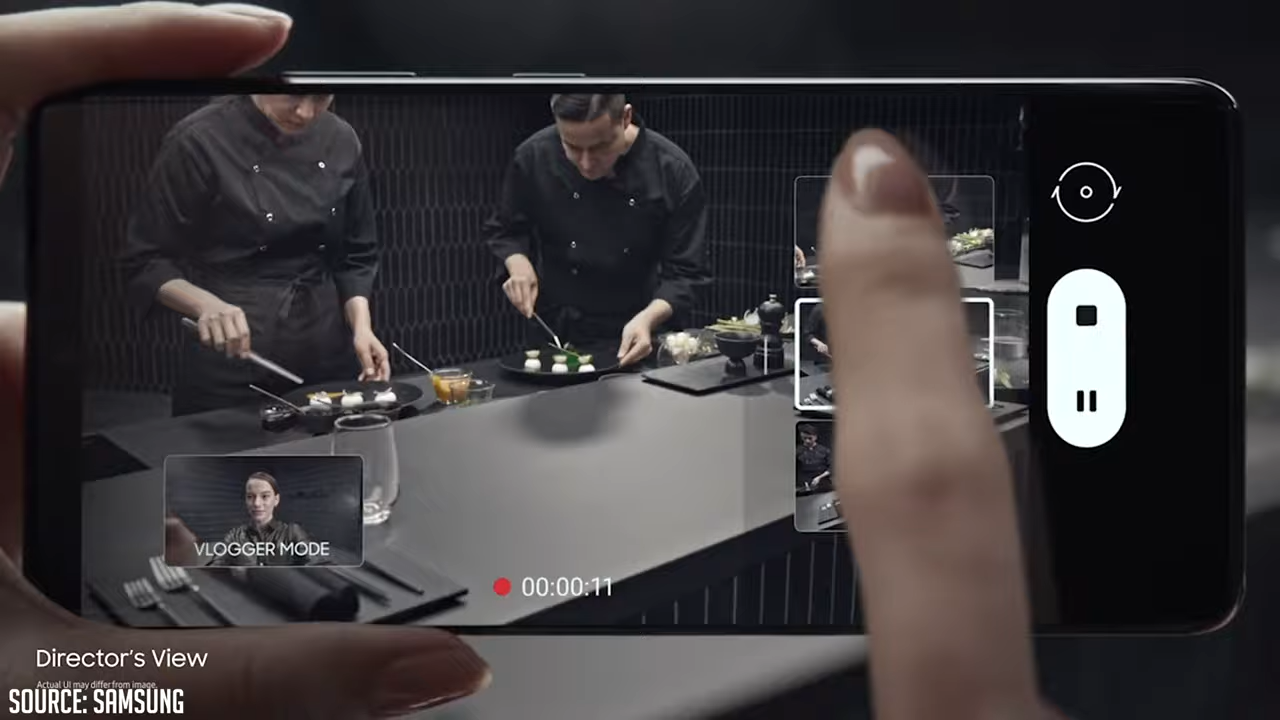 VLOGGER MODE
00:00:11
Director's View
Actual UI may differ from image.
SOURCE: SAMSUNG